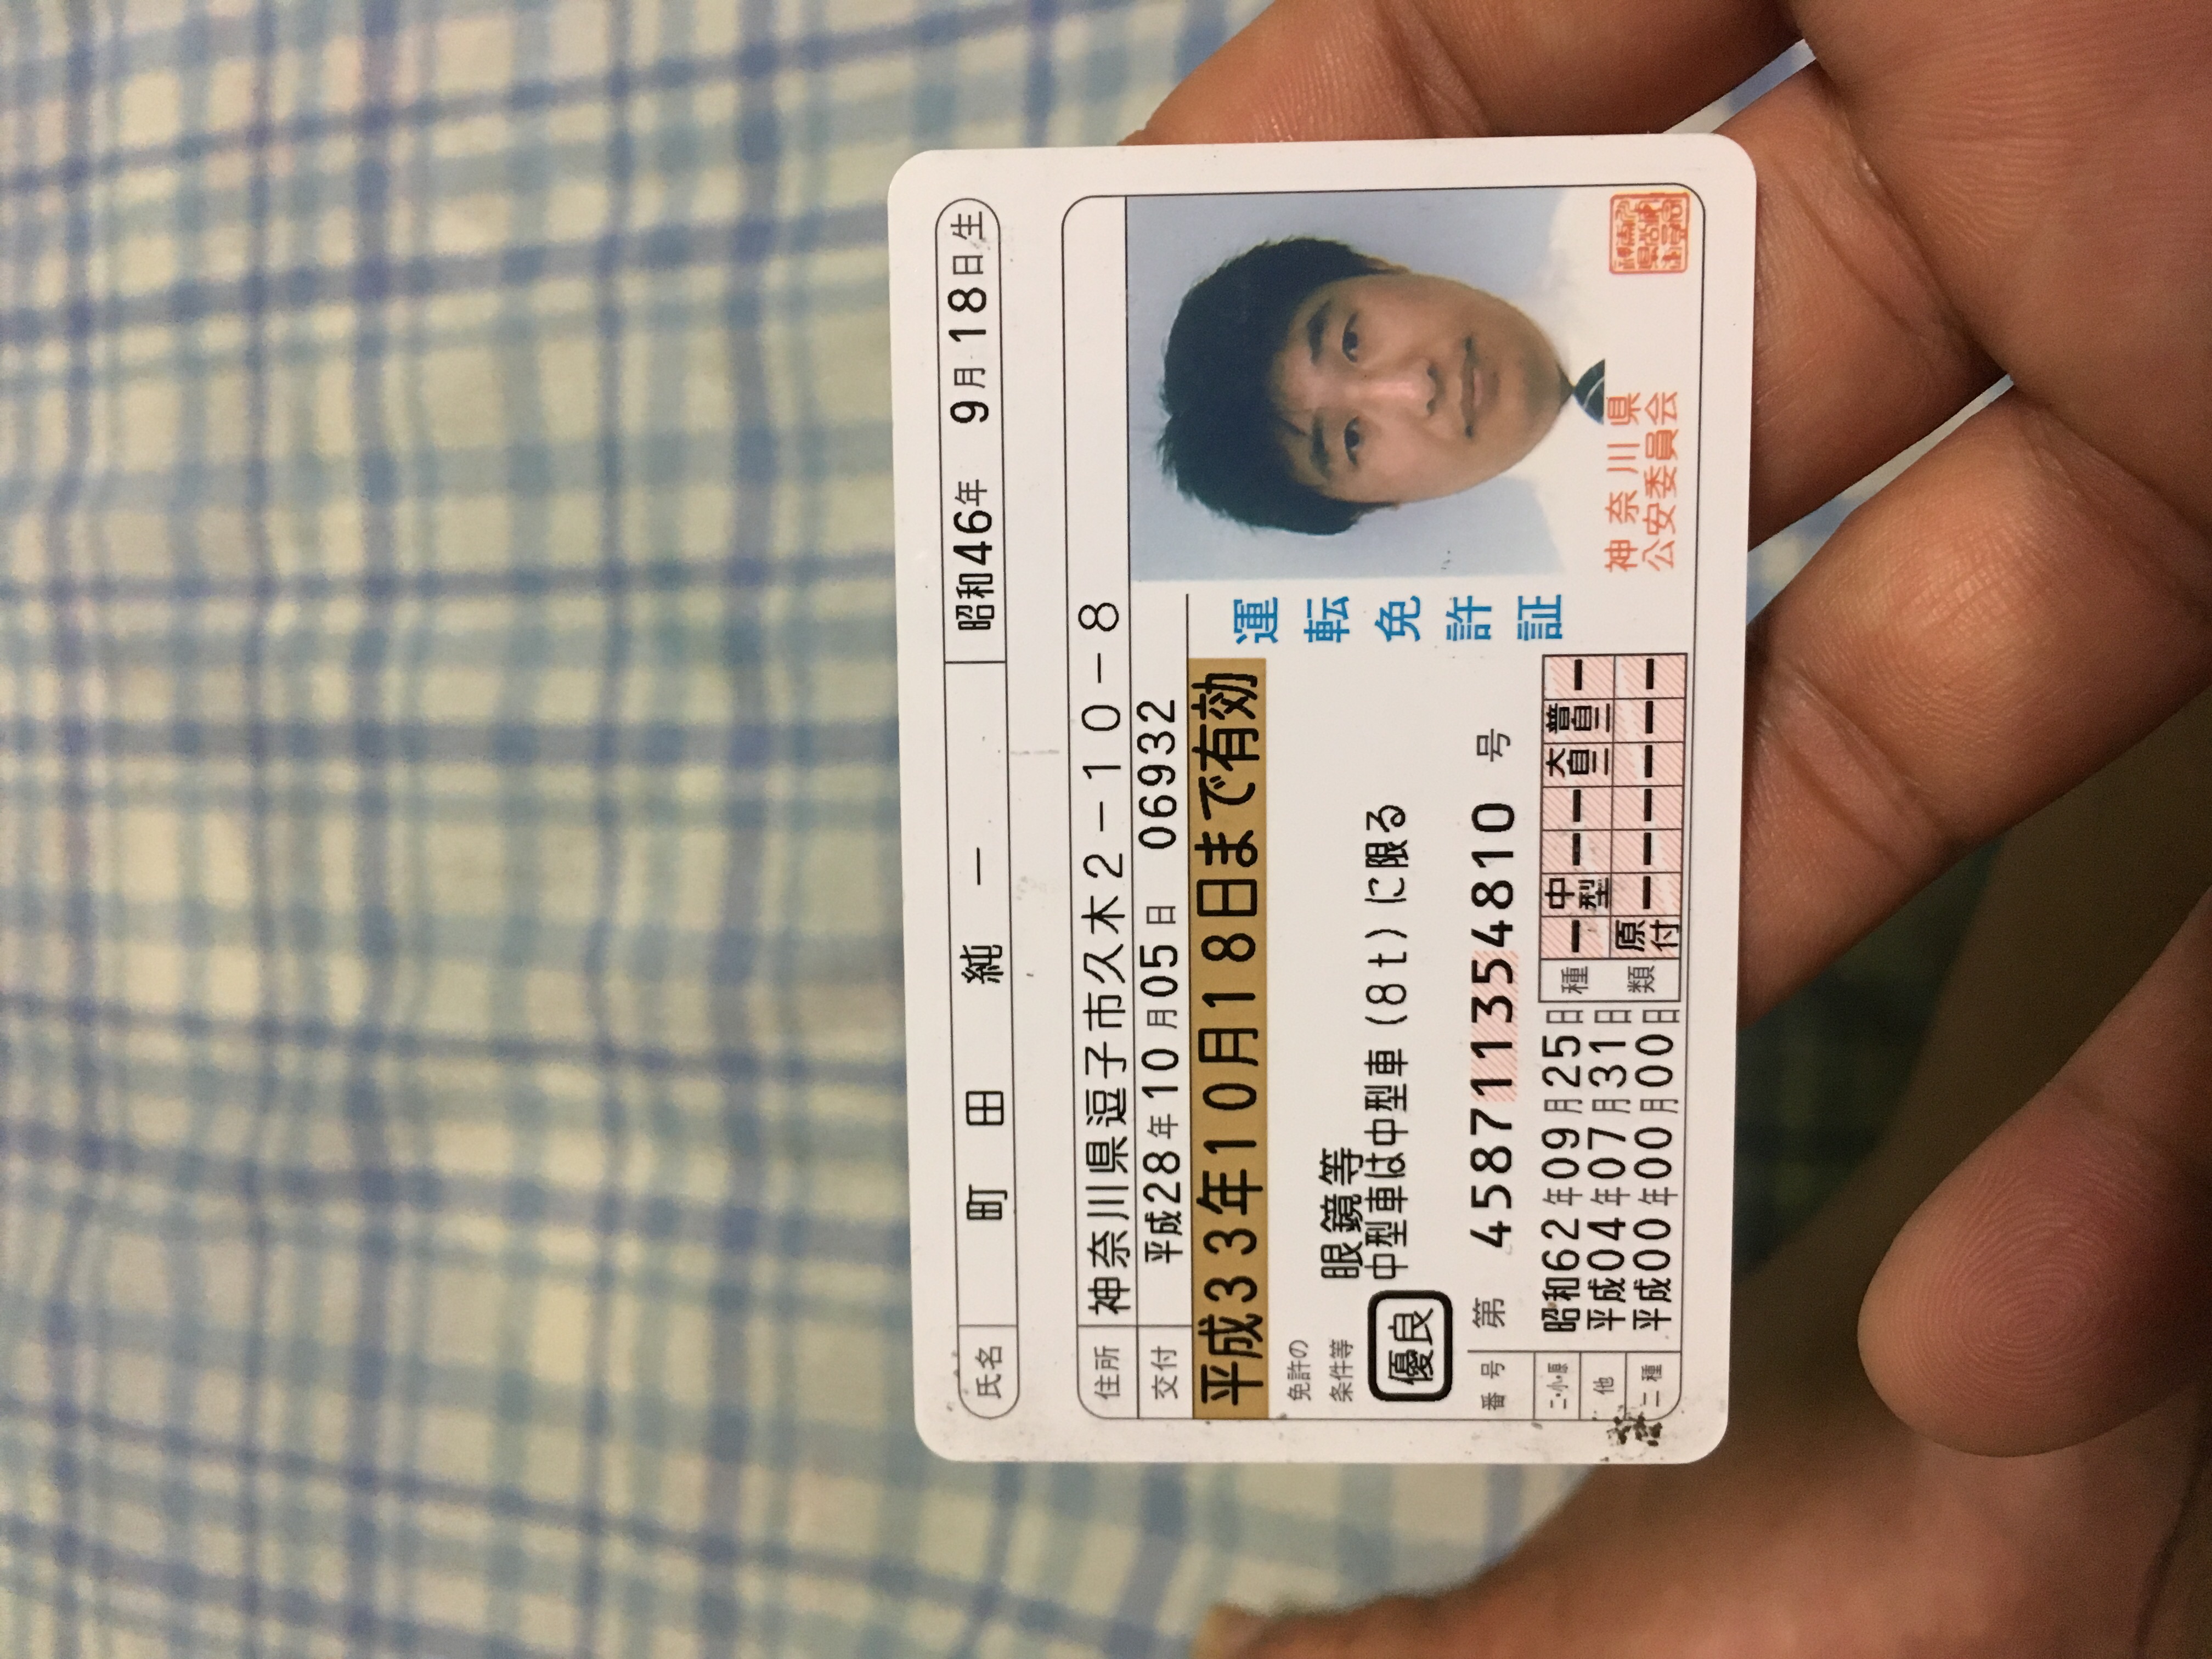 氏名 町田 純一 昭和46年 9月18日生
住所 神奈川県逗子市久木2-10-8
交付 平成28年10月05日 06932
平成33年10月18日まで有効
免許の
条件等
眼鏡等
中型車は中型車(8t)に限る
優良
番号 第 458711354810 号
二・小・原 昭和62年09月25日
他 平成04年07月31日
二種 平成00年00月00日
種類
ー 中型 ー ー 大自二 普自二 ー
原付 ー ー ー ー ー ー
運転免許証
神奈川県
公安委員会